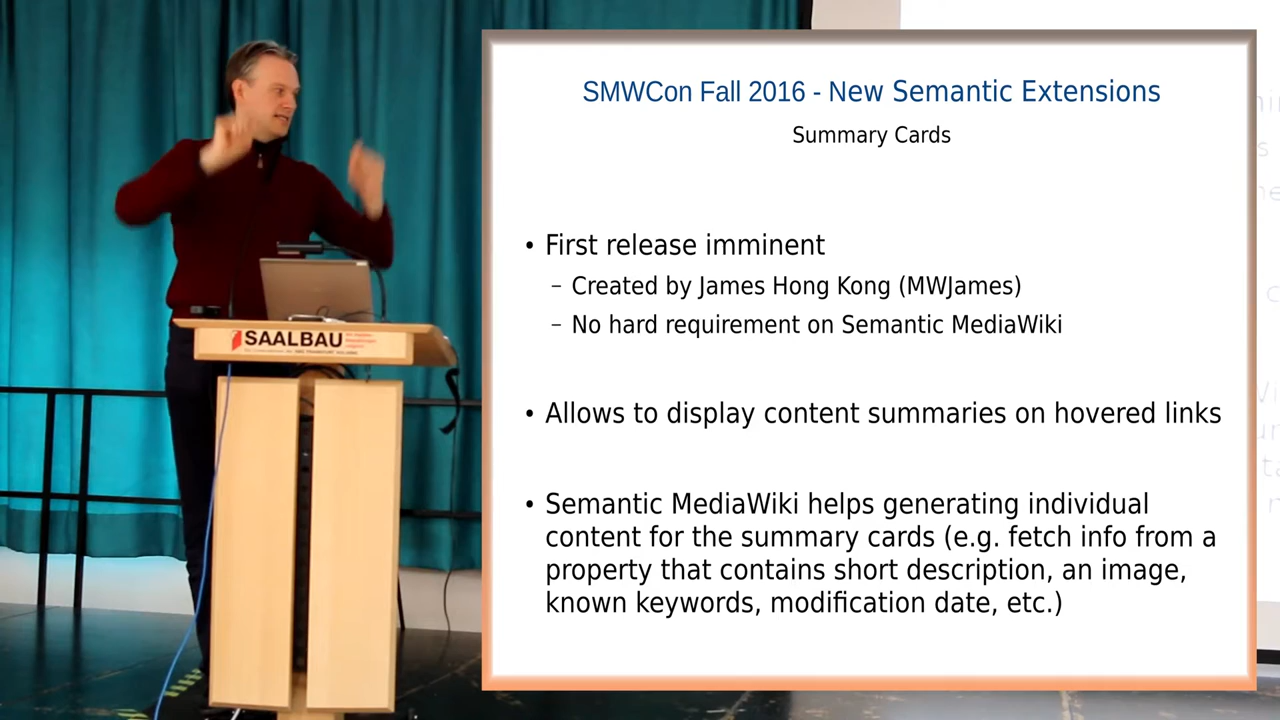 SMWCon Fall 2016 - New Semantic Extensions
Summary Cards
• First release imminent
– Created by James Hong Kong (MWJames)
– No hard requirement on Semantic MediaWiki
• Allows to display content summaries on hovered links
• Semantic MediaWiki helps generating individual
content for the summary cards (e.g. fetch info from a
property that contains short description, an image,
known keywords, modification date, etc.)
SAALBAU